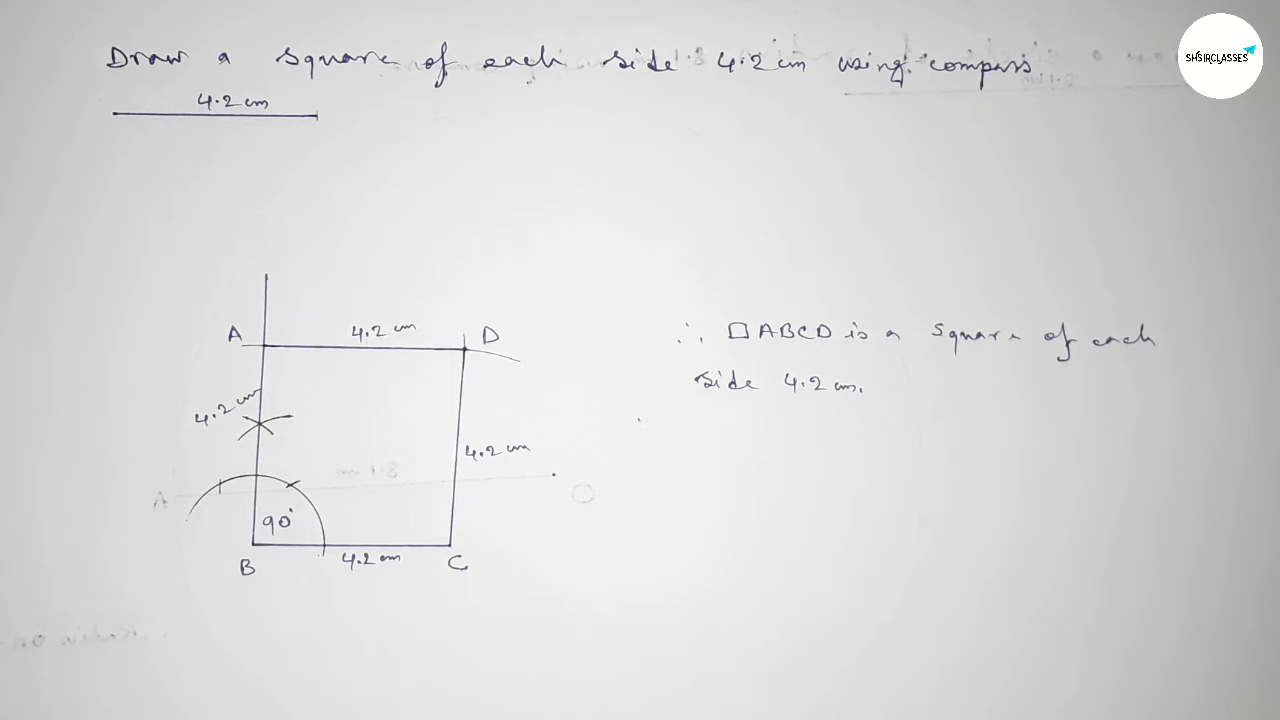 Draw a square of each side 4.2 cm using compass.
SHSIRCLASSES
4.2 cm
A 4.2 cm D
∴ □ABCD is a square of each
side 4.2 cm.
4.2 cm
4.2 cm
90°
B 4.2 cm C